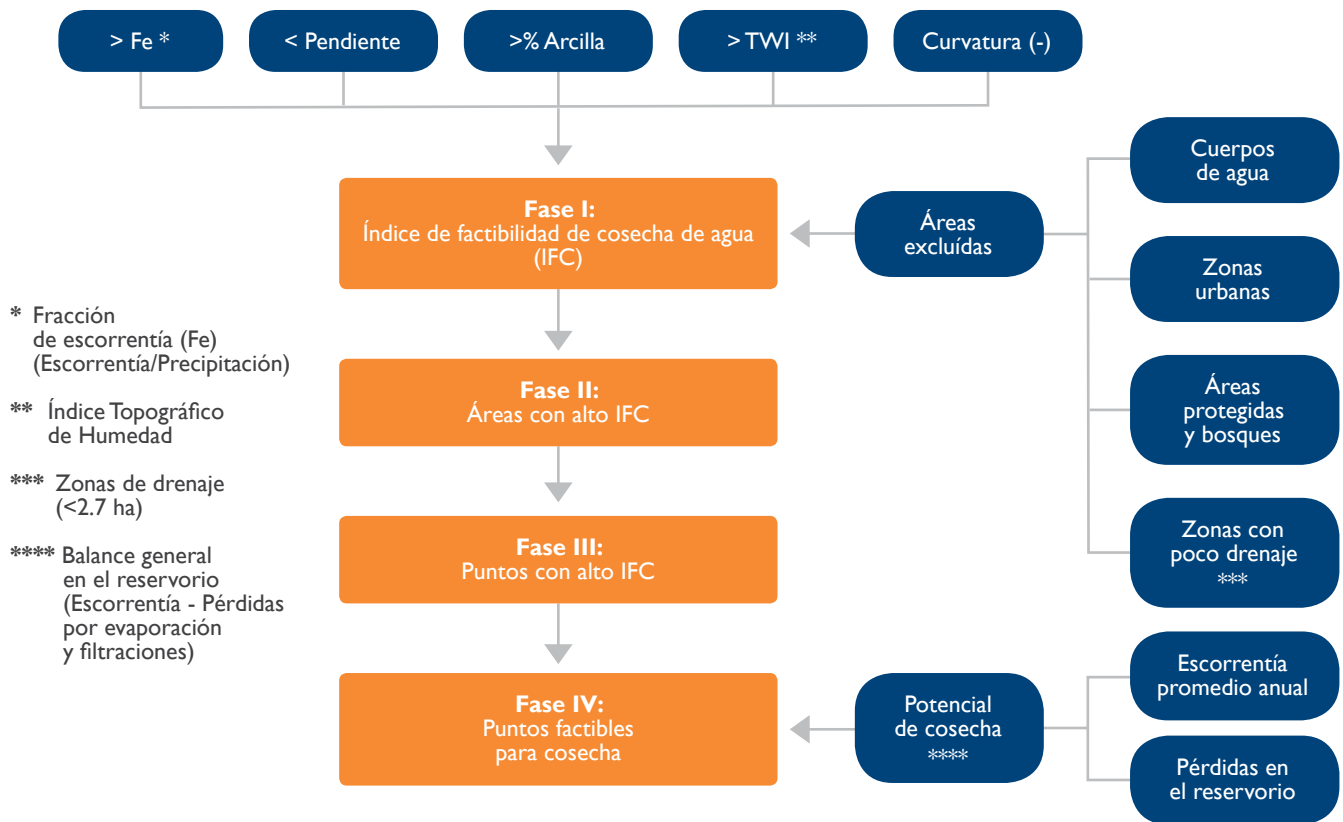 > Fe *
< Pendiente
>% Arcilla
> TWI **
Curvatura (-)
Fase I:
Índice de factibilidad de cosecha de agua
(IFC)
Áreas
excluídas
Cuerpos
de agua
Zonas
urbanas
Áreas
protegidas
y bosques
Zonas con
poco drenaje
***
Fase II:
Áreas con alto IFC
Fase III:
Puntos con alto IFC
Fase IV:
Puntos factibles
para cosecha
Potencial
de cosecha
****
Escorrentía
promedio anual
Pérdidas en
el reservorio
* Fracción
de escorrentía (Fe)
(Escorrentía/Precipitación)
** Índice Topográfico
de Humedad
*** Zonas de drenaje
(<2.7 ha)
**** Balance general
en el reservorio
(Escorrentía - Pérdidas
por evaporación
y filtraciones)